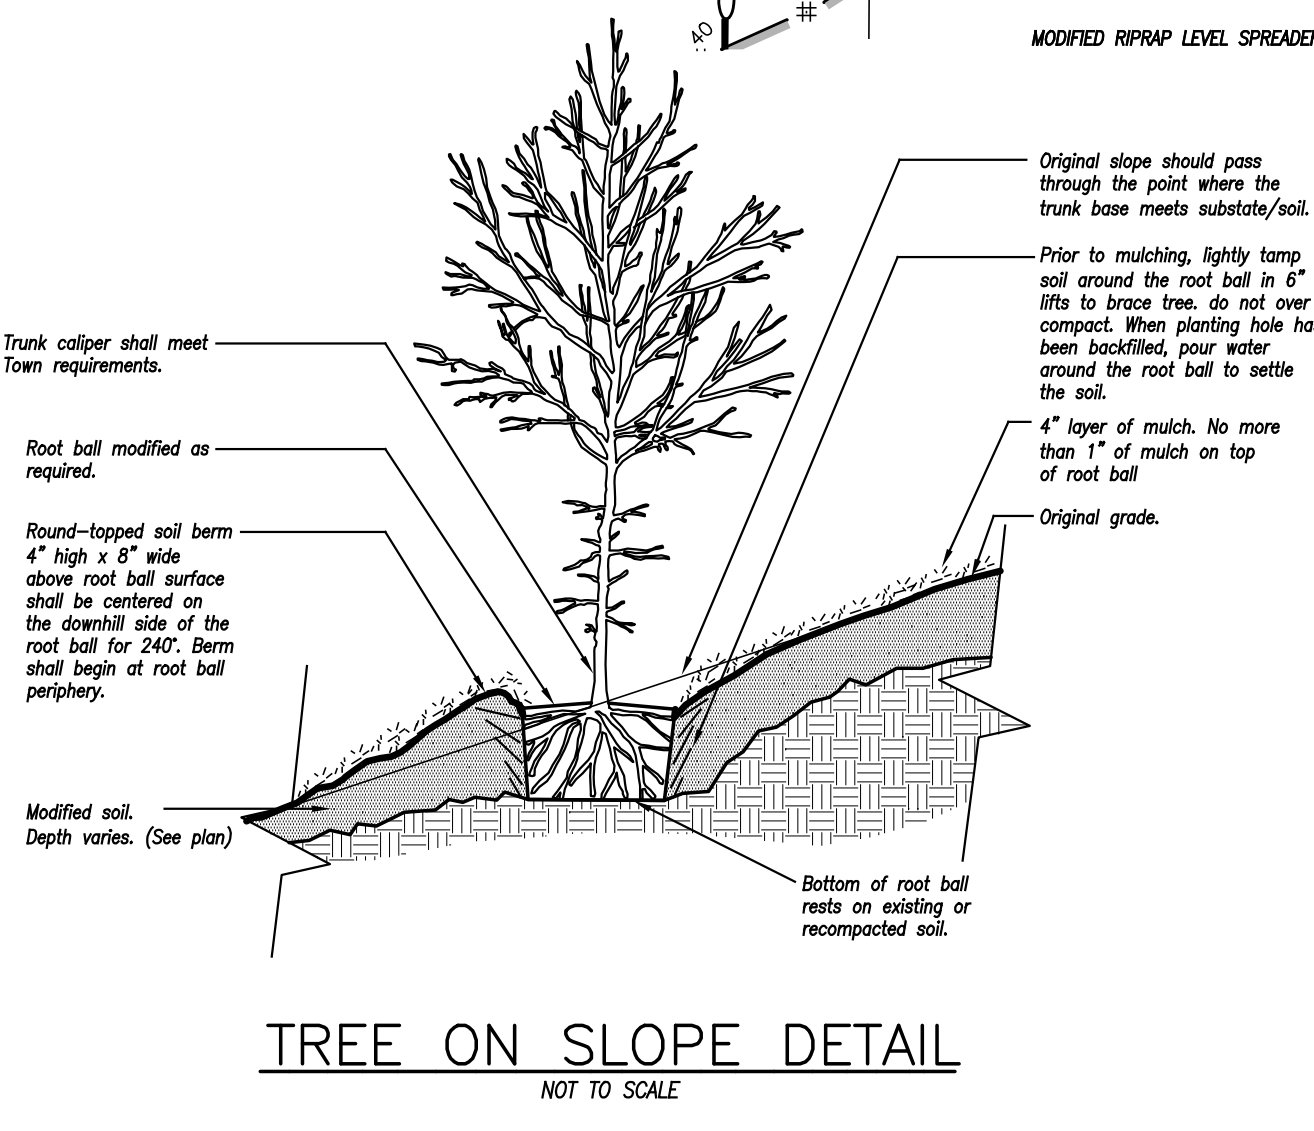 :40
#
MODIFIED RIPRAP LEVEL SPREADER
Original slope should pass
through the point where the
trunk base meets substate/soil.
Prior to mulching, lightly tamp
soil around the root ball in 6”
lifts to brace tree. do not over
compact. When planting hole has
been backfilled, pour water
around the root ball to settle
the soil.
4” layer of mulch. No more
than 1” of mulch on top
of root ball
Original grade.
Trunk caliper shall meet
Town requirements.
Root ball modified as
required.
Round-topped soil berm
4” high x 8” wide
above root ball surface
shall be centered on
the downhill side of the
root ball for 240°. Berm
shall begin at root ball
periphery.
Modified soil.
Depth varies. (See plan)
Bottom of root ball
rests on existing or
recompacted soil.
TREE ON SLOPE DETAIL
NOT TO SCALE